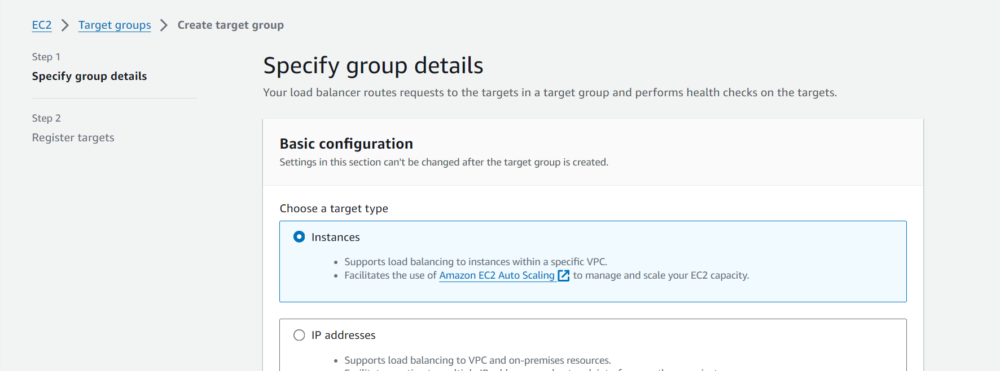 EC2 > Target groups > Create target group
Step 1
Specify group details
Step 2
Register targets
Specify group details
Your load balancer routes requests to the targets in a target group and performs health checks on the targets.
Basic configuration
Settings in this section can't be changed after the target group is created.
Choose a target type
Instances
• Supports load balancing to instances within a specific VPC.
• Facilitates the use of Amazon EC2 Auto Scaling to manage and scale your EC2 capacity.
IP addresses
• Supports load balancing to VPC and on-premises resources.